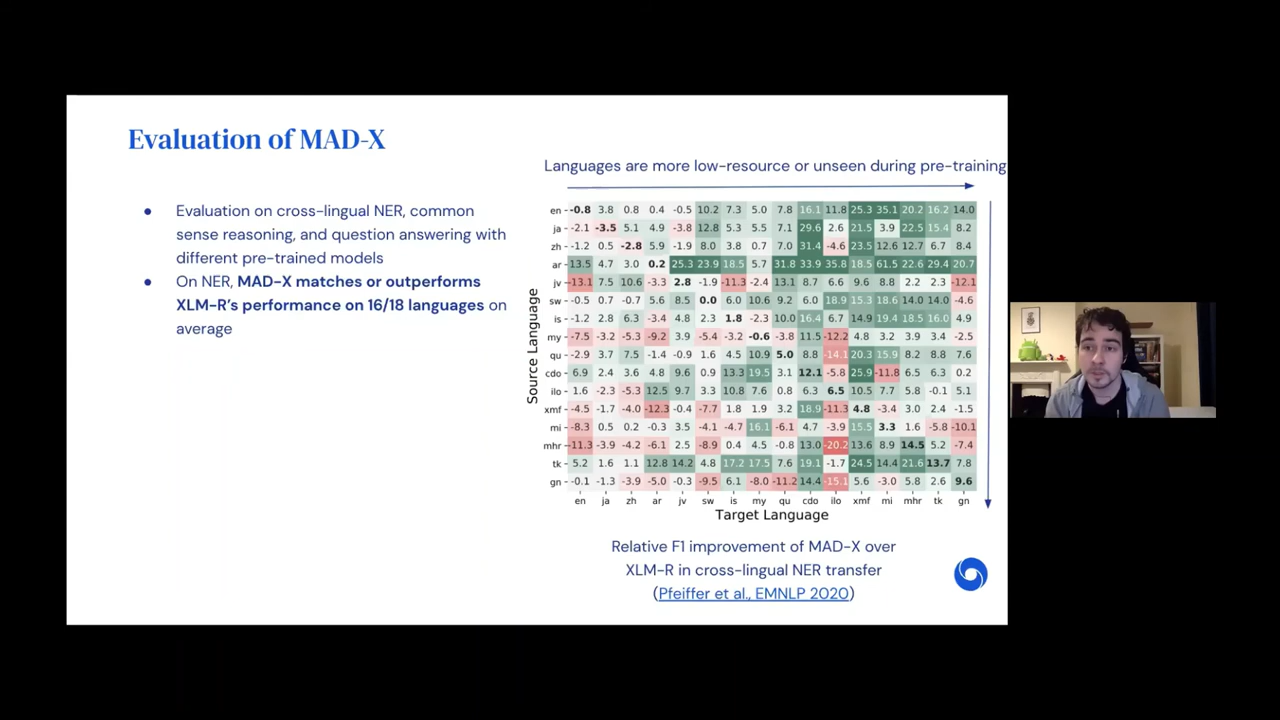 Evaluation of MAD-X
● Evaluation on cross-lingual NER, common
sense reasoning, and question answering with
different pre-trained models
● On NER, MAD-X matches or outperforms
XLM-R's performance on 16/18 languages on
average
Languages are more low-resource or unseen during pre-training
Source Language
en -0.8 3.8 0.8 0.4 -0.5 10.2 7.3 5.0 7.8 16.1 11.8 25.3 35.1 20.2 16.2 14.0
ja -2.1 -3.5 5.1 4.9 -3.8 12.8 5.3 5.5 7.1 29.6 2.6 21.5 3.9 22.5 15.4 8.2
zh -1.2 0.5 -2.8 5.9 -1.9 8.0 3.8 0.7 7.0 31.4 -4.6 23.5 12.6 12.7 6.7 8.4
ar 13.5 4.7 3.0 0.2 25.3 23.9 18.5 5.7 31.8 33.9 35.8 18.5 61.5 22.6 29.4 20.7
jv -13.1 7.5 10.6 -3.3 2.8 -1.9 -11.3 -2.4 13.1 8.7 6.6 9.6 8.8 2.2 2.3 -12.1
sw -0.5 0.7 -0.7 5.6 8.5 0.0 6.0 10.6 9.2 6.0 18.9 15.3 18.6 14.0 14.0 -4.6
is -1.2 2.8 6.3 -3.4 4.8 2.3 1.8 -2.3 10.0 16.4 6.7 14.9 19.4 18.5 16.0 4.9
my -7.5 -3.2 -5.3 -9.2 3.9 -5.4 -3.2 -0.6 -3.8 11.5 -12.2 4.8 3.2 3.9 3.4 -2.5
qu -2.9 3.7 7.5 -1.4 -0.9 1.6 4.5 10.9 5.0 8.8 -14.1 20.3 15.9 8.2 8.8 7.6
cdo 6.9 2.4 3.6 4.8 9.6 0.9 13.3 19.5 3.1 12.1 -5.8 25.9 -11.8 6.5 6.3 0.2
ilo 1.6 -2.3 -5.3 12.5 9.7 3.3 10.8 7.6 0.8 6.3 6.5 10.5 7.7 5.8 -0.1 5.1
xmf -4.5 -1.7 -4.0 -12.3 -0.4 -7.7 1.8 1.9 3.2 18.9 -11.3 4.8 -3.4 3.0 2.4 -1.5
mi -8.3 0.5 0.2 -0.3 3.5 -4.1 -4.7 16.1 -6.1 4.7 -3.9 15.5 3.3 1.6 -5.8 -10.1
mhr -11.3 -3.9 -4.2 -6.1 2.5 -8.9 0.4 4.5 -0.8 13.0 -20.2 13.6 8.9 14.5 5.2 -7.4
tk 5.2 1.6 1.1 12.8 14.2 4.8 17.2 17.5 7.6 19.1 -1.7 24.5 14.4 21.6 13.7 7.8
gn -0.1 -1.3 -3.9 -5.0 -0.3 -9.5 6.1 -8.0 -11.2 14.4 -15.1 5.6 -3.0 5.8 2.6 9.6
en ja zh ar jv sw is my qu cdo ilo xmf mi mhr tk gn
Target Language
Relative F1 improvement of MAD-X over
XLM-R in cross-lingual NER transfer
(Pfeiffer et al., EMNLP 2020)